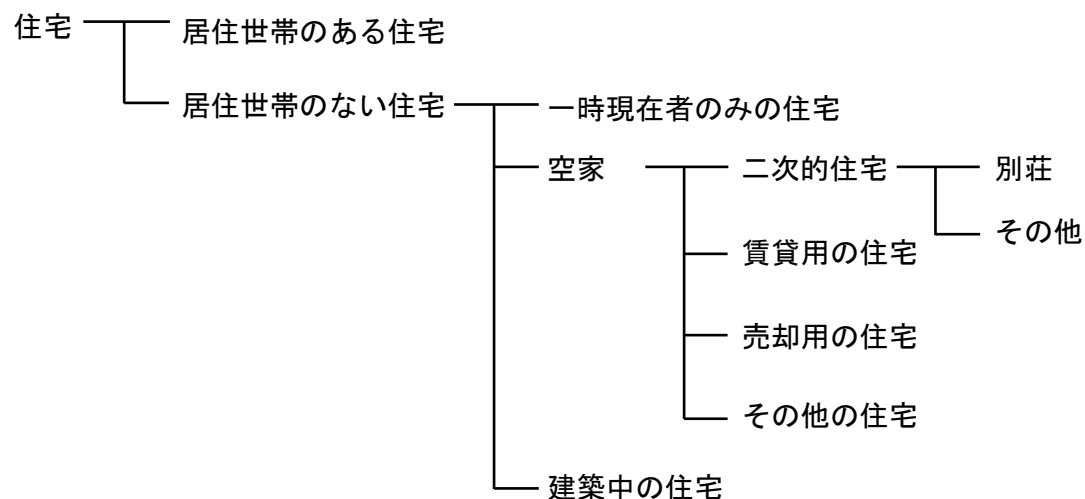 住宅
居住世帯のある住宅
居住世帯のない住宅
一時現在者のみの住宅
空家
二次的住宅
別荘
その他
賃貸用の住宅
売却用の住宅
その他の住宅
建築中の住宅